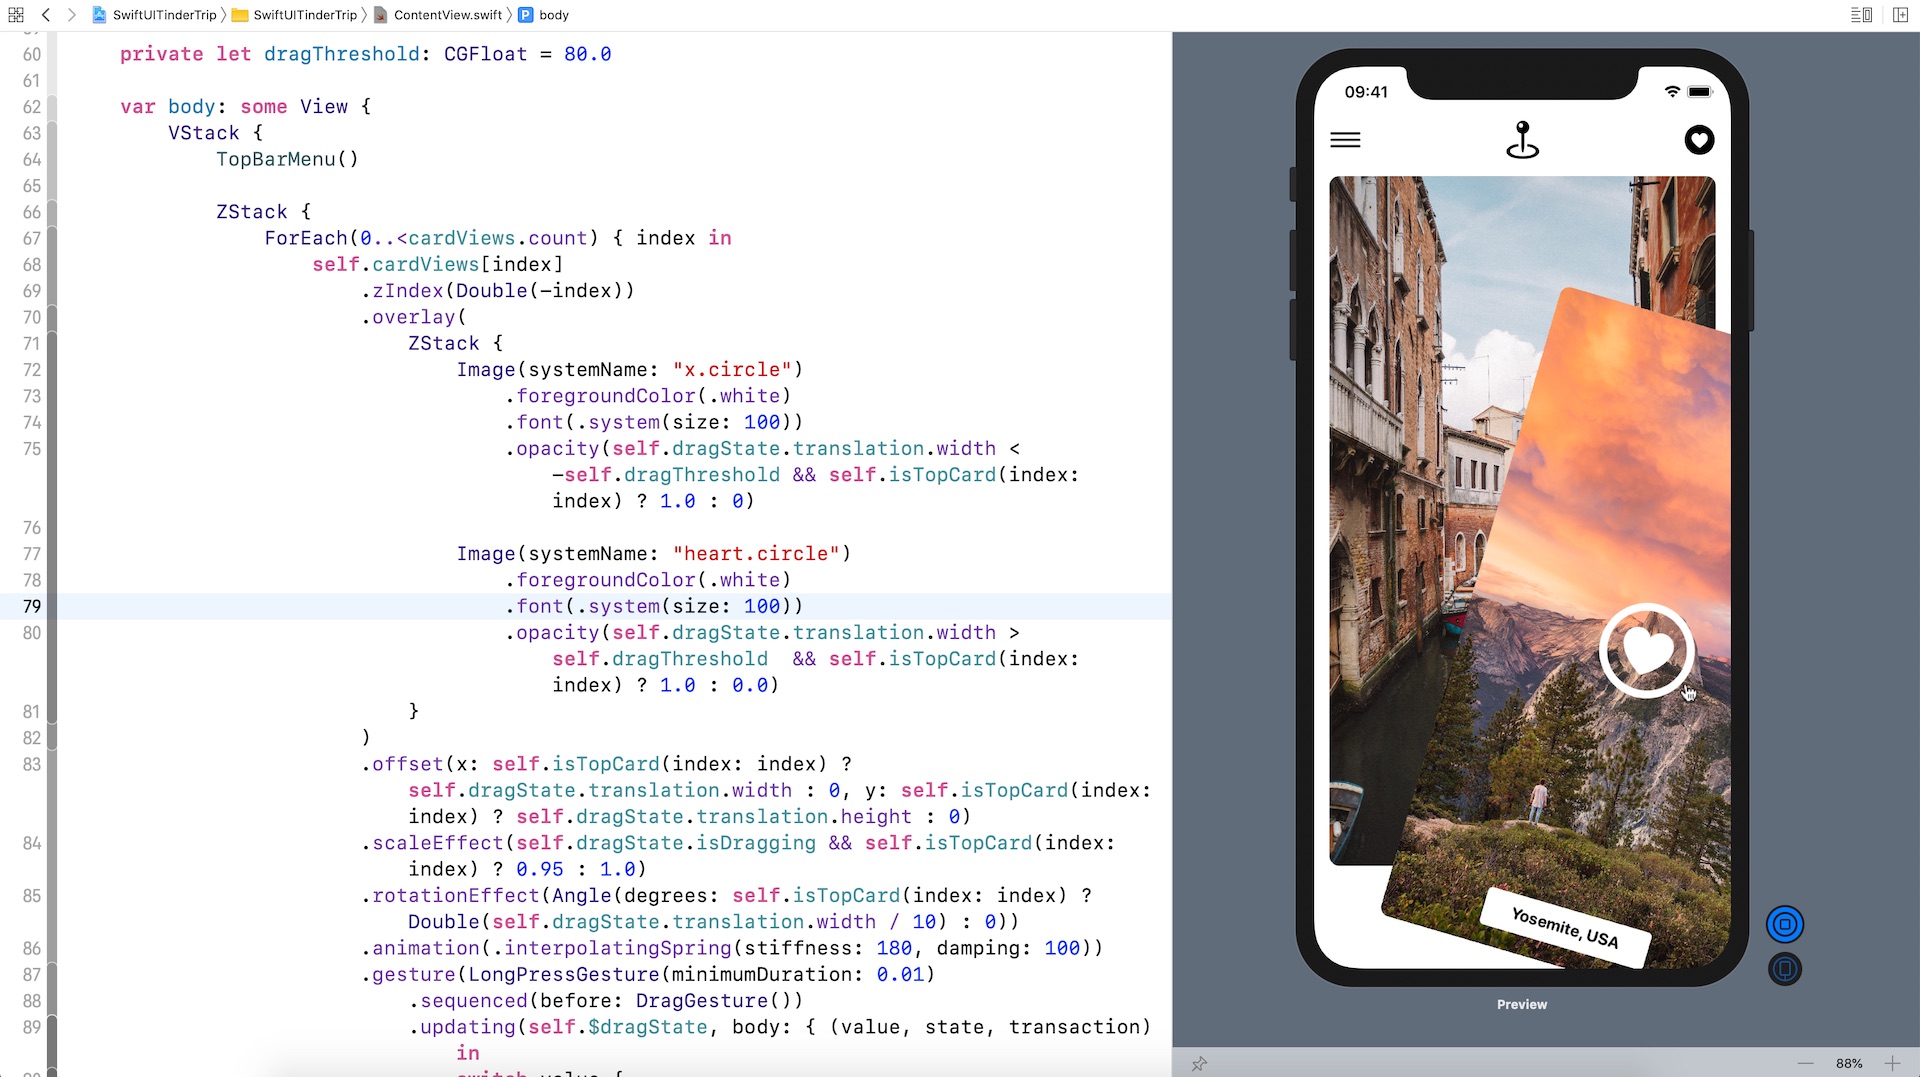 SwiftUITinderTrip SwiftUITinderTrip ContentView.swift P body
60 private let dragThreshold: CGFloat = 80.0
61
62 var body: some View {
63 VStack {
64 TopBarMenu()
65
66 ZStack {
67 ForEach(0..<cardViews.count) { index in
68 self.cardViews[index]
69 .zIndex(Double(-index))
70 .overlay(
71 ZStack {
72 Image(systemName: "x.circle")
73 .foregroundColor(.white)
74 .font(.system(size: 100))
75 .opacity(self.dragState.translation.width <
-self.dragThreshold && self.isTopCard(index:
index) ? 1.0 : 0)
76
77 Image(systemName: "heart.circle")
78 .foregroundColor(.white)
79 .font(.system(size: 100))
80 .opacity(self.dragState.translation.width >
self.dragThreshold  && self.isTopCard(index:
index) ? 1.0 : 0.0)
81 }
82 )
83 .offset(x: self.isTopCard(index: index) ?
self.dragState.translation.width : 0, y: self.isTopCard(index:
index) ? self.dragState.translation.height : 0)
84 .scaleEffect(self.dragState.isDragging && self.isTopCard(index:
index) ? 0.95 : 1.0)
85 .rotationEffect(Angle(degrees: self.isTopCard(index: index) ?
Double(self.dragState.translation.width / 10) : 0))
86 .animation(.interpolatingSpring(stiffness: 180, damping: 100))
87 .gesture(LongPressGesture(minimumDuration: 0.01)
88 .sequenced(before: DragGesture())
89 .updating(self.$dragState, body: { (value, state, transaction)
in
switch value {
09:41
Yosemite, USA
Preview
88%